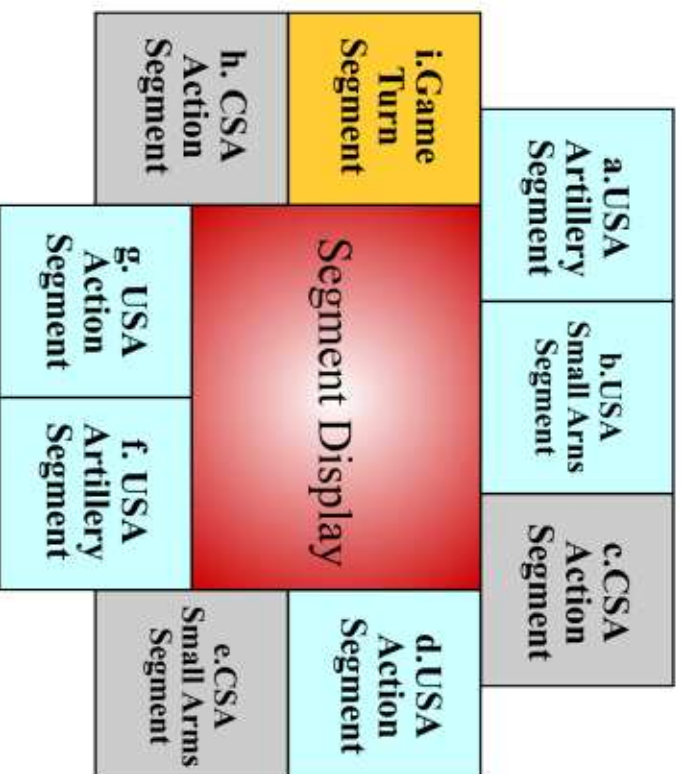 a.USA
Artillery
Segment
b.USA
Small Arns
Segment
c.CSA
Action
Segment
d.USA
Action
Segment
e.CSA
Small Arms
Segment
f. USA
Artillery
Segment
g. USA
Action
Segment
h. CSA
Action
Segment
i.Game
Turn
Segment
Segment Display